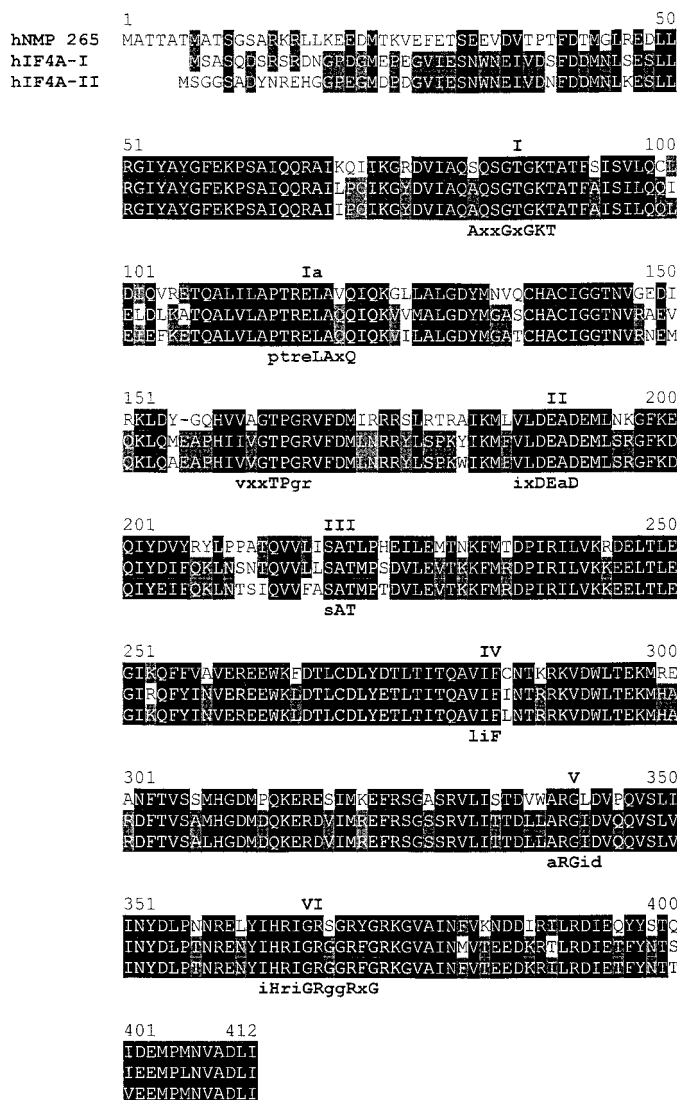 1 50
hNMP 265 MATTATMATSGSARKRLLKEEDMTKVEFETSEEVDVTPTFDTMGLREDLL
hIF4A-I MSASQDSRSRDNGPDGMEPEGVIESNWNEIVDSFDDMNLSESLL
hIF4A-II MSGGSADYNREHGGPEGMDPDGVIESNWNEIVDNFDDMNLKESLL
51 I 100
RGIYAYGFEKPSAIQQRAIKQIIKGRDVIAQSQSGTGKTATFSISVLQCL
RGIYAYGFEKPSAIQQRAILPCIKGYDVIAQAQSGTGKTATFAISILQQI
RGIYAYGFEKPSAIQQRAIIPCIKGYDVIAQAQSGTGKTATFAISILQQL
AxxGxGKT
101 Ia 150
DIQVRETQALILAPTRELAVQIQKGLLALGDYMNVQCHACIGGTNVGEDI
ELDLKATQALVLAPTRELAQQIQKVVMALGDYMGASCHACIGGTNVRAEV
EIEFKETQALVLAPTRELAQQIQKVILALGDYMGATCHACIGGTNVRNEM
ptreLAxQ
151 II 200
RKLDY-GQHVVAGTPGRVFDMIRRRSLRTRAIKMLVLDEADEMLNKGFKE
QKLQMEAPHIIVGTPGRVFDMLNRRYLSPKYIKMFVLDEADEMLSRGFKD
QKLQAEAPHIVVGTPGRVFDMLNRRYLSPKWIKMFVLDEADEMLSRGFKD
vxxTPgr ixDEaD
201 III 250
QIYDVYRYLPPATQVVLISATLPHEILEMTNKFMTDPIRILVKRDELTLE
QIYDIFQKLNSNTQVVLLSATMPSDVLEVTKKFMRDPIRILVKKEELTLE
QIYEIFQKLNTSIQVVFASATMPTDVLEVTKKFMRDPIRILVKKEELTLE
sAT
251 IV 300
GIKQFFVAVEREEWKFDTLCDLYDTLTITQAVIFCNTKRKVDWLTEKMRE
GIRQFYINVEREEWKLDTLCDLYETLTITQAVIFINTRRKVDWLTEKMHA
GIKQFYINVEREEWKLDTLCDLYETLTITQAVIFLNTRRKVDWLTEKMHA
liF
301 V 350
ANFTVSSMHGDMPQKERESIMKEFRSGASRVLISTDVWARGLDVPQVSLI
RDFTVSAMHGDMDQKERDVIMREFRSGSSRVLITTDLLARGIDVQQVSLV
RDFTVSALHGDMDQKERDVIMREFRSGSSRVLITTDLLARGIDVQQVSLV
aRGid
351 VI 400
INYDLPNNRELYIHRIGRSGRYGRKGVAINFVKNDDIRILRDIEQYYSTQ
INYDLPTNRENYIHRIGRGGRFGRKGVAINMVTEEDKRTLRDIETFYNTS
INYDLPTNRENYIHRIGRGGRFGRKGVAINFVTEEDKRILRDIETFYNTT
iHriGRggRxG
401 412
IDEMPMNVADLI
IEEMPLNVADLI
VEEMPMNVADLI